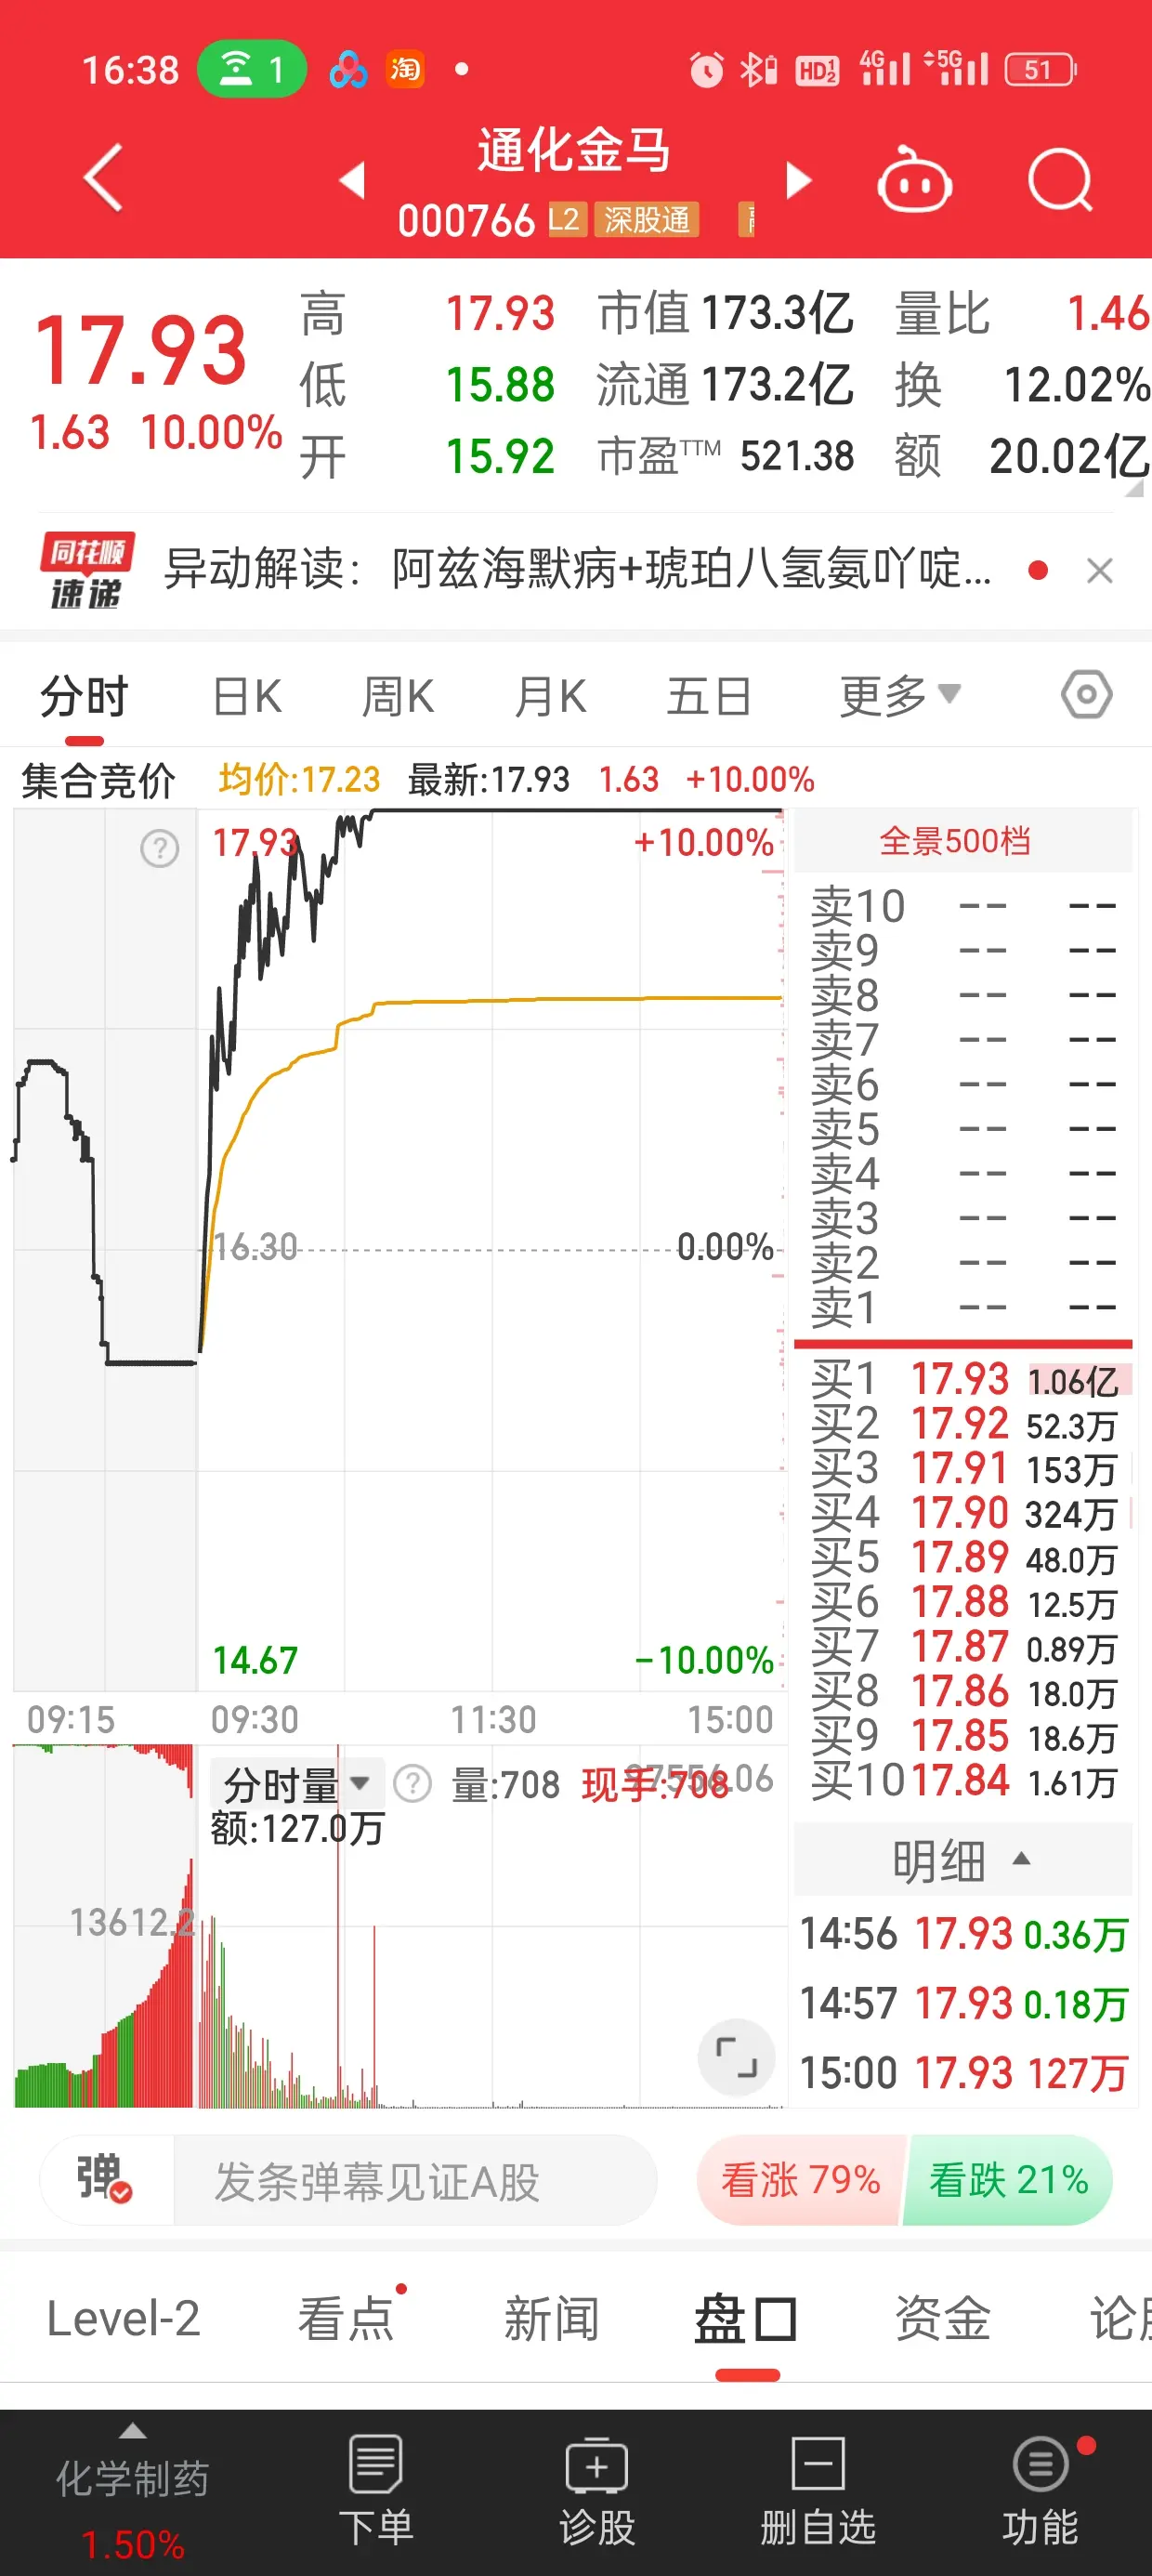 16:38 1 淘 HD 1 2 4G 5G 51
通化金马
000766 L2 深股通
17.93
1.63 10.00%
高 17.93 市值 173.3亿 量比 1.46
低 15.88 流通 173.2亿 换 12.02%
开 15.92 市盈TTM 521.38 额 20.02亿
同花顺
速递
异动解读：阿兹海默病+琥珀八氢氨吖啶...
分时 日K 周K 月K 五日 更多
集合竞价 均价:17.23 最新:17.93 1.63 +10.00%
? 17.93 +10.00%
16.30 0.00%
14.67 -10.00%
09:15 09:30 11:30 15:00
分时量 ? 量:708 现手:708
额:127.0万
13612.2
全景500档
卖10 -- --
卖9 -- --
卖8 -- --
卖7 -- --
卖6 -- --
卖5 -- --
卖4 -- --
卖3 -- --
卖2 -- --
卖1 -- --
买1 17.93 1.06亿
买2 17.92 52.3万
买3 17.91 153万
买4 17.90 324万
买5 17.89 48.0万
买6 17.88 12.5万
买7 17.87 0.89万
买8 17.86 18.0万
买9 17.85 18.6万
买10 17.84 1.61万
明细
14:56 17.93 0.36万
14:57 17.93 0.18万
15:00 17.93 127万
弹 发条弹幕见证A股 看涨 79% 看跌 21%
Level-2 看点 新闻 盘口 资金
化学制药
1.50%
下单 诊股 删自选 功能